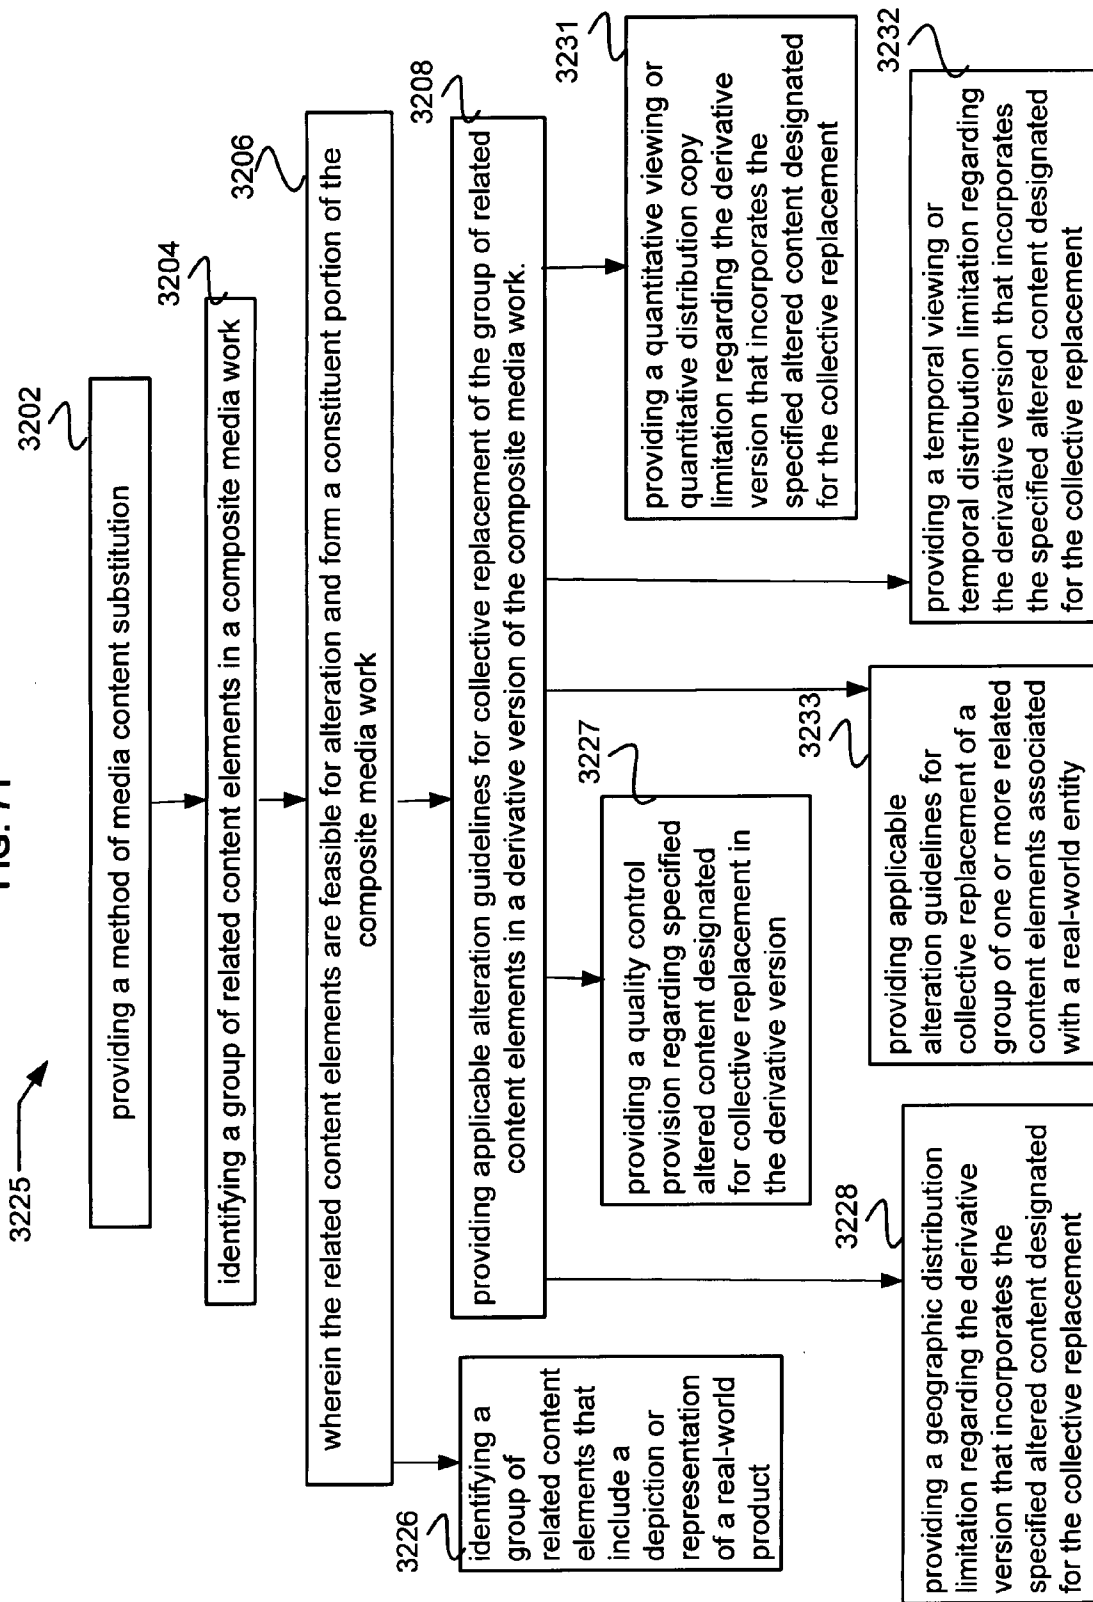 FIG. 71
3225
3202
providing a method of media content substitution
3204
identifying a group of related content elements in a composite media work
3206
wherein the related content elements are feasible for alteration and form a constituent portion of the
composite media work
3208
providing applicable alteration guidelines for collective replacement of the group of related
content elements in a derivative version of the composite media work.
3226
identifying a
group of
related content
elements that
include a
depiction or
representation
of a real-world
product
3227
providing a quality control
provision regarding specified
altered content designated
for collective replacement in
the derivative version
3231
providing a quantitative viewing or
quantitative distribution copy
limitation regarding the derivative
version that incorporates the
specified altered content designated
for the collective replacement
3228
providing a geographic distribution
limitation regarding the derivative
version that incorporates the
specified altered content designated
for the collective replacement
3233
providing applicable
alteration guidelines for
collective replacement of a
group of one or more related
content elements associated
with a real-world entity
3232
providing a temporal viewing or
temporal distribution limitation regarding
the derivative version that incorporates
the specified altered content designated
for the collective replacement